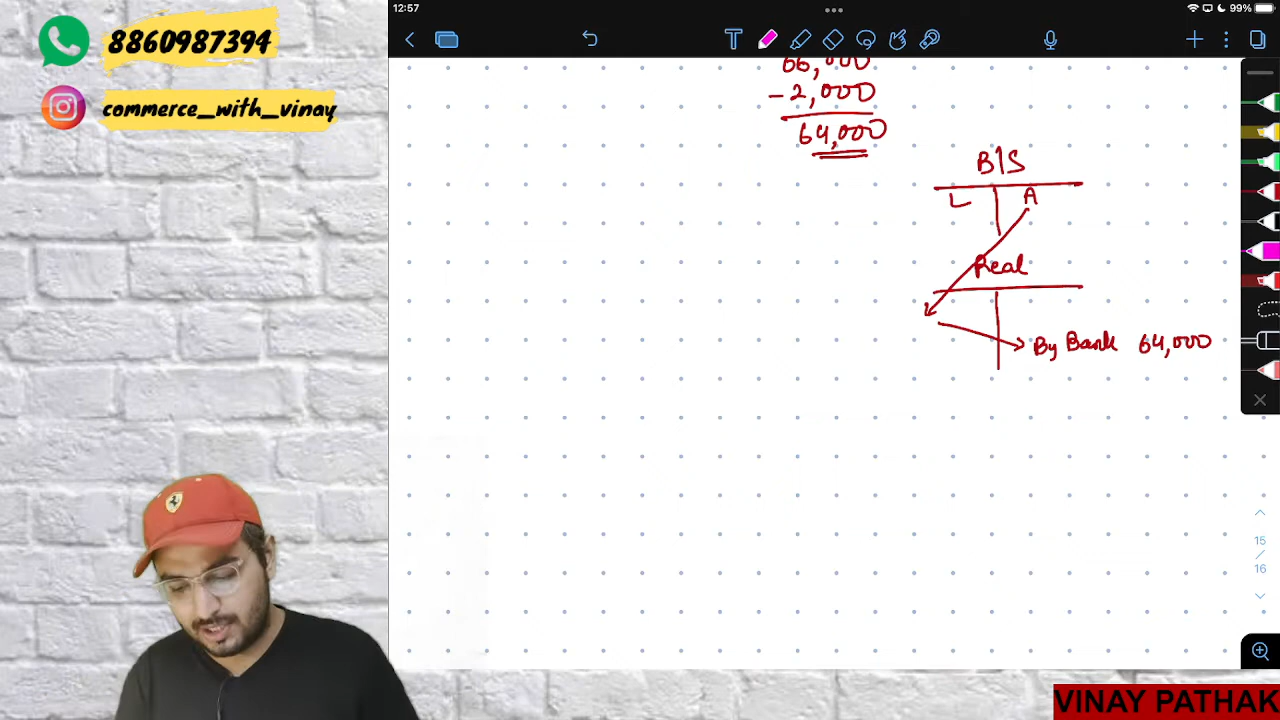 8860987394
commerce_with_vinay
12:57
99%
T
66,000
-2,000
64,000
B/S
L A
Real
By Bank 64,000
15
/
16
VINAY PATHAK